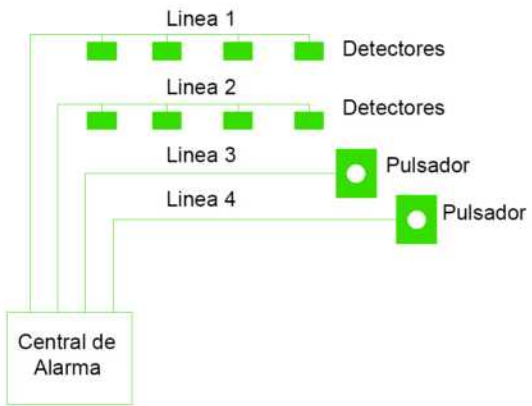 Linea 1
Detectores
Linea 2
Detectores
Linea 3
Pulsador
Linea 4
Pulsador
Central de
Alarma